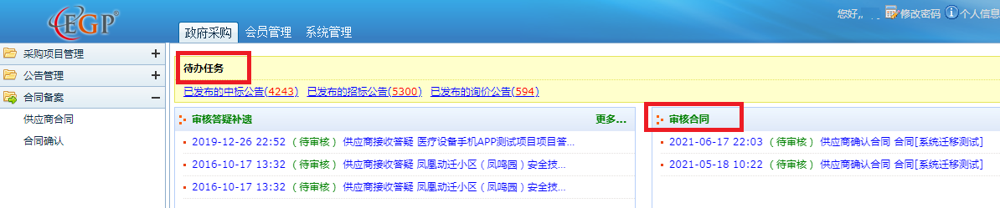 EGP®
您好,
修改密码 个人信息
政府采购 会员管理 系统管理
采购项目管理
公告管理
合同备案
供应商合同
合同确认
待办任务
已发布的中标公告(4243) 已发布的招标公告(5300) 已发布的询价公告(594)
审核答疑补遗 更多...
2019-12-26 22:52 (待审核) 供应商接收答疑 医疗设备手机APP测试项目项目答...
2016-10-17 13:32 (待审核) 供应商接收答疑 凤凰动迁小区(凤鸣园)安全技...
2016-10-17 13:32 (待审核) 供应商接收答疑 凤凰动迁小区(凤鸣园)安全技...
审核合同
2021-06-17 22:03 (待审核) 供应商确认合同 合同[系统迁移测试]
2021-05-18 10:22 (待审核) 供应商确认合同 合同[系统迁移测试]